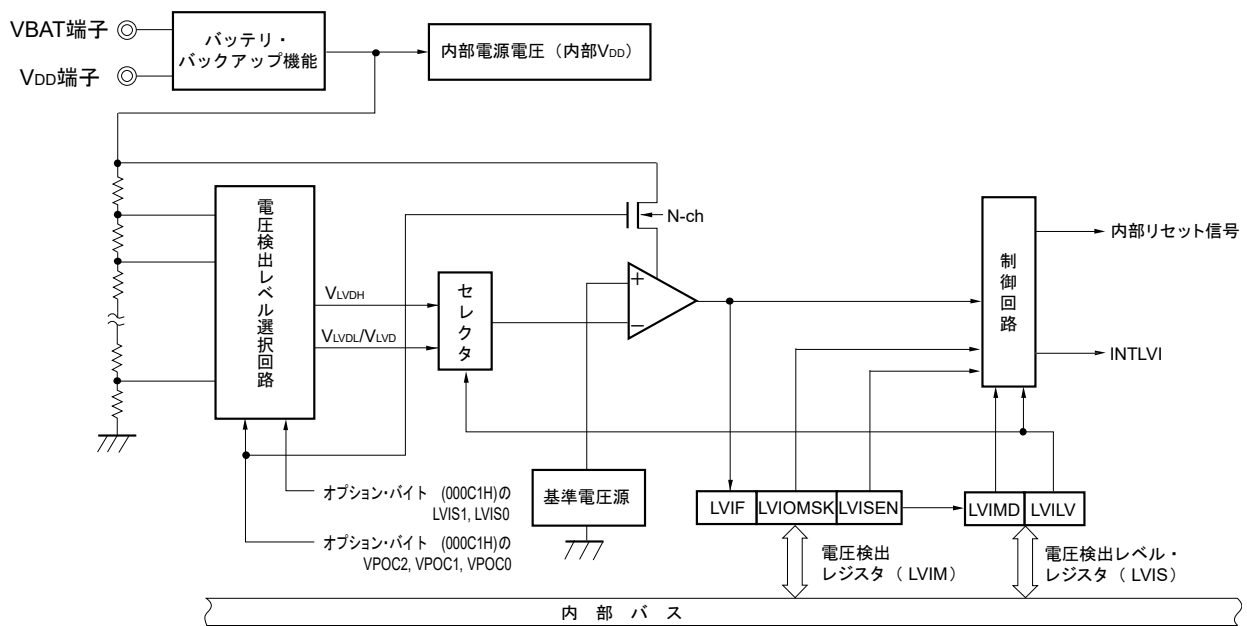 VBAT端子
VDD端子
バッテリ・
バックアップ機能
内部電源電圧（内部VDD）
電圧検出レベル選択回路
N-ch
VLVDH
VLVDL/VLVD
セレクタ
+
−
制御回路
内部リセット信号
INTLVI
オプション・バイト (000C1H)の
LVIS1, LVIS0
オプション・バイト (000C1H)の
VPOC2, VPOC1, VPOC0
基準電圧源
LVIF
LVIOMSK
LVISEN
LVIMD
LVILV
電圧検出
レジスタ（LVIM）
電圧検出レベル・
レジスタ（LVIS）
内部バス